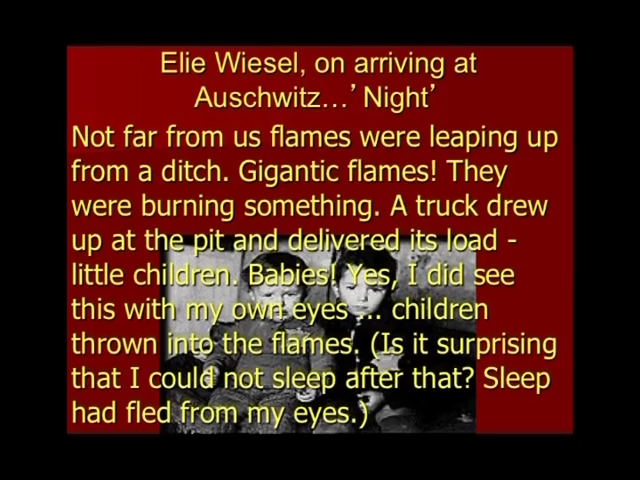 Elie Wiesel, on arriving at
Auschwitz…’Night’
Not far from us flames were leaping up
from a ditch. Gigantic flames! They
were burning something. A truck drew
up at the pit and delivered its load -
little children. Babies! Yes, I did see
this with my own eyes ... children
thrown into the flames. (Is it surprising
that I could not sleep after that? Sleep
had fled from my eyes.)